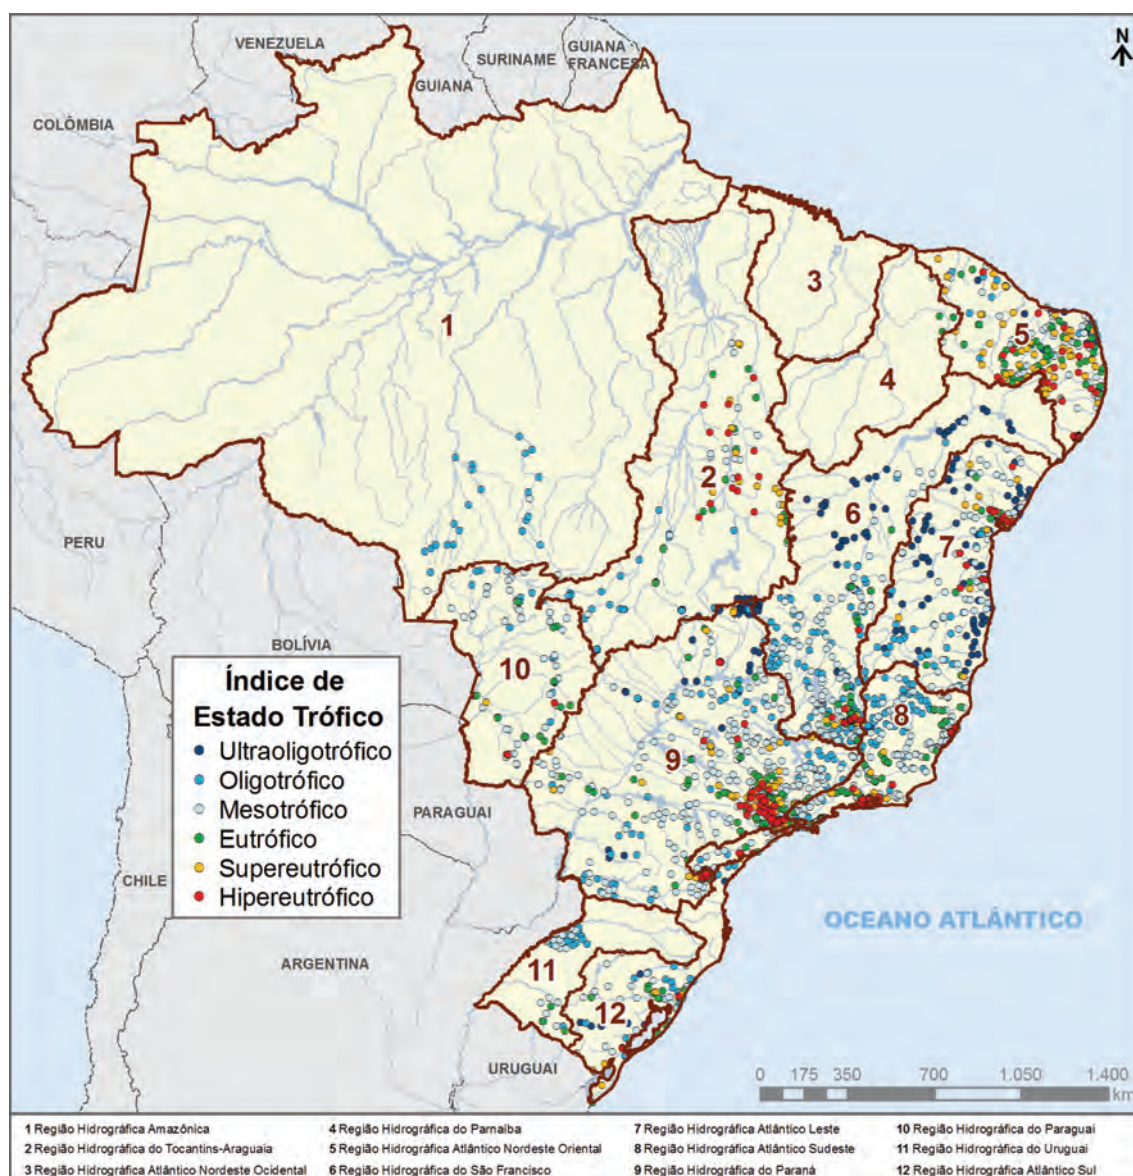 VENEZUELA
SURINAME
GUIANA
FRANCESA
GUIANA
COLÔMBIA
N
1
2
3
4
5
6
7
8
9
10
11
12
PERU
BOLÍVIA
PARAGUAI
CHILE
ARGENTINA
URUGUAI
OCEANO ATLÂNTICO
Índice de
Estado Trófico
Ultraoligotrófico
Oligotrófico
Mesotrófico
Eutrófico
Supereutrófico
Hipereutrófico
0 175 350 700 1.050 1.400
km
1 Região Hidrográfica Amazônica
2 Região Hidrográfica do Tocantins-Araguaia
3 Região Hidrográfica Atlântico Nordeste Ocidental
4 Região Hidrográfica do Parnaíba
5 Região Hidrográfica Atlântico Nordeste Oriental
6 Região Hidrográfica do São Francisco
7 Região Hidrográfica Atlântico Leste
8 Região Hidrográfica Atlântico Sudeste
9 Região Hidrográfica do Paraná
10 Região Hidrográfica do Paraguai
11 Região Hidrográfica do Uruguai
12 Região Hidrográfica Atlântico Sul